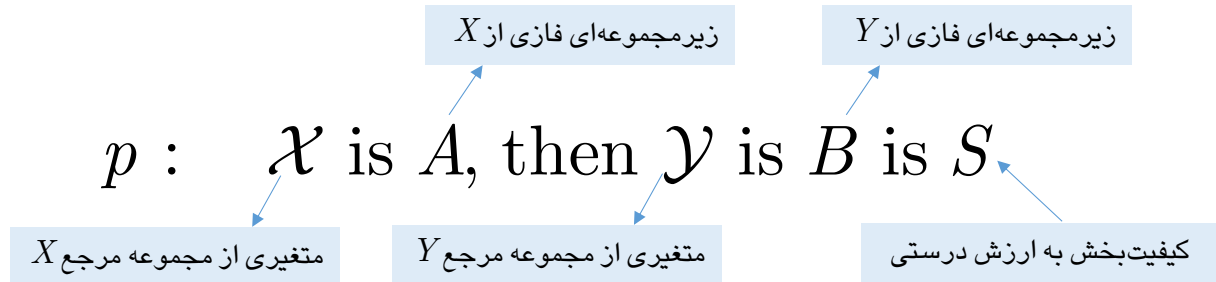 زیرمجموعه‌ای فازی از X
زیرمجموعه‌ای فازی از Y
p : 𝒳 is A, then 𝒴 is B is S
متغیری از مجموعه مرجع X
متغیری از مجموعه مرجع Y
کیفیت‌بخش به ارزش درستی